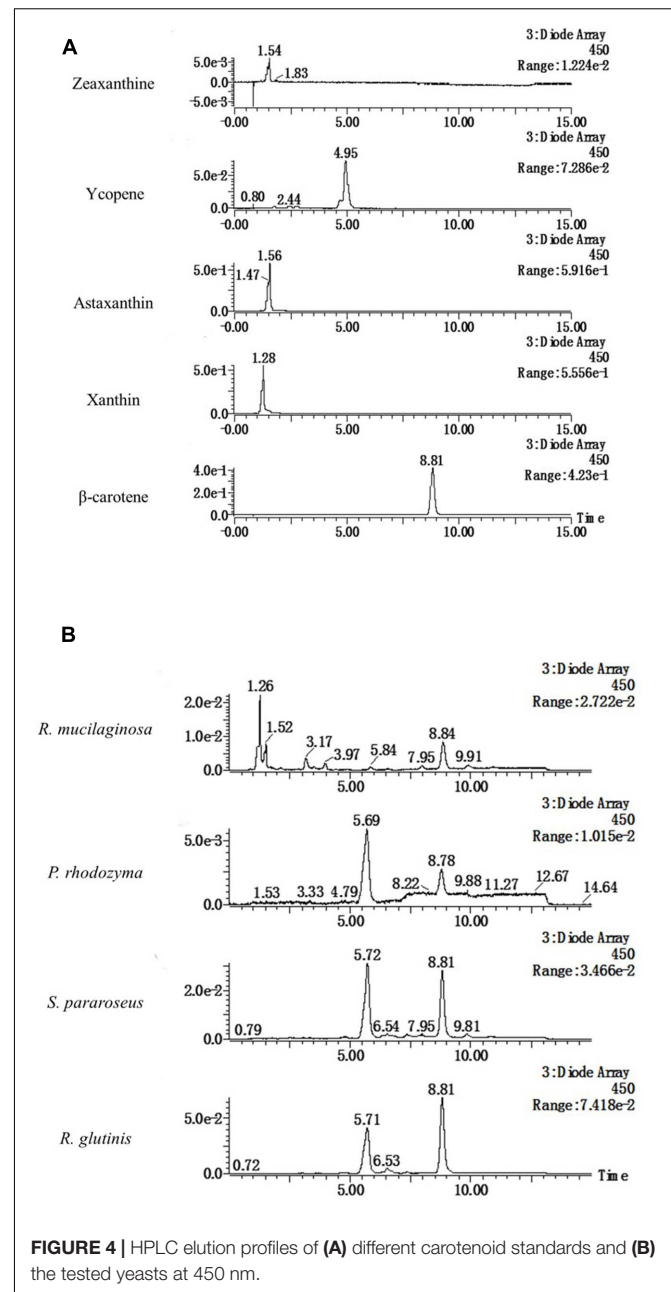 A
3:Diode Array
450
Range:1.224e-2
Zeaxanthine
5.0e-3
0.0
-5.0e-3
1.54
1.83
-0.00 5.00 10.00 15.00
3:Diode Array
450
Range:7.286e-2
Ycopene
5.0e-2
0.0
0.80
2.44
4.95
-0.00 5.00 10.00 15.00
3:Diode Array
450
Range:5.916e-1
Astaxanthin
5.0e-1
0.0
1.47
1.56
-0.00 5.00 10.00 15.00
3:Diode Array
450
Range:5.556e-1
Xanthin
5.0e-1
0.0
1.28
-0.00 5.00 10.00 15.00
3:Diode Array
450
Range:4.23e-1
β-carotene
4.0e-1
2.0e-1
0.0
8.81
Time
-0.00 5.00 10.00 15.00
B
3:Diode Array
450
Range:2.722e-2
R. mucilaginosa
2.0e-2
1.0e-2
0.0
1.26
1.52
3.17
3.97
5.84
7.95
8.84
9.91
5.00 10.00
3:Diode Array
450
Range:1.015e-2
P. rhodozyma
5.0e-3
0.0
1.53
3.33
4.79
5.69
8.22
8.78
9.88
11.27
12.67
14.64
5.00 10.00
3:Diode Array
450
Range:3.466e-2
S. pararoseus
2.0e-2
0.0
0.79
5.72
6.54
7.95
8.81
9.81
5.00 10.00
3:Diode Array
450
Range:7.418e-2
R. glutinis
5.0e-2
0.0
0.72
5.71
6.53
8.81
Time
5.00 10.00
FIGURE 4 | HPLC elution profiles of (A) different carotenoid standards and (B)
the tested yeasts at 450 nm.